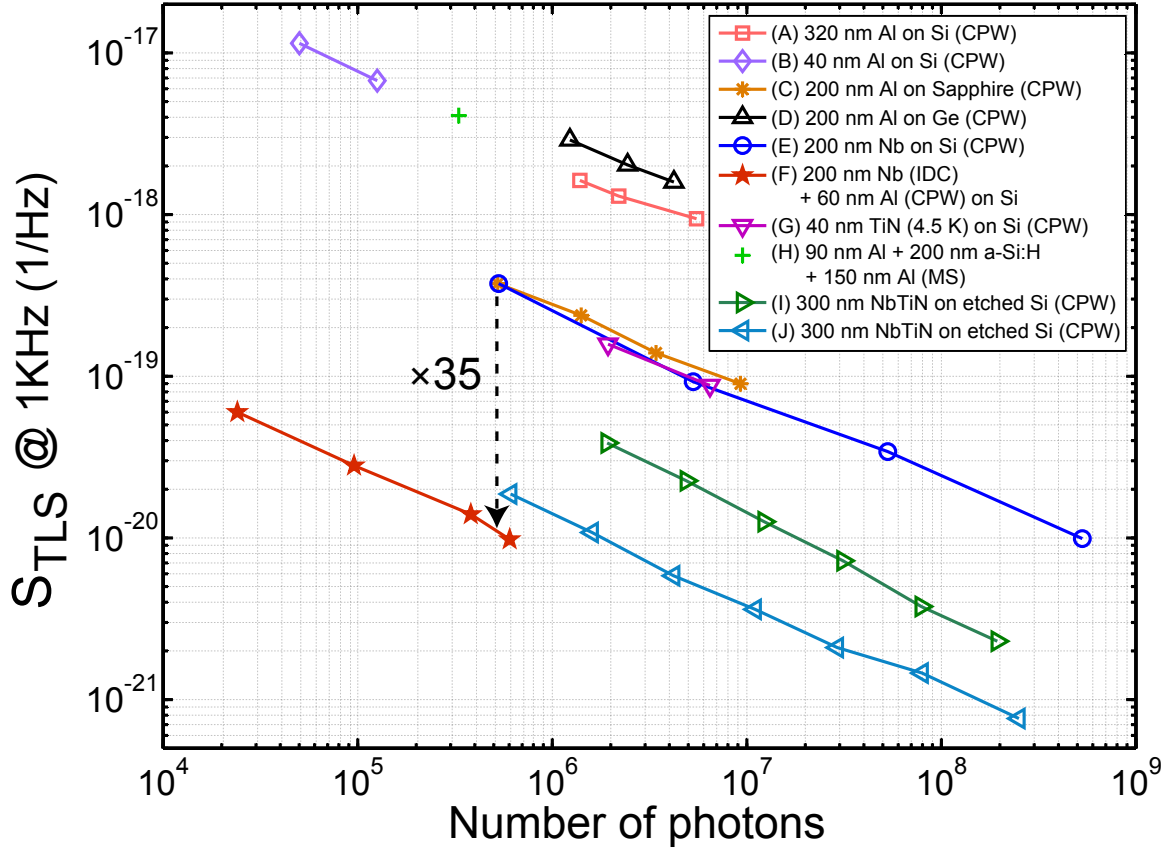 10^-17
10^-18
10^-19
10^-20
10^-21
S_TLS @ 1KHz (1/Hz)
(A) 320 nm Al on Si (CPW)
(B) 40 nm Al on Si (CPW)
(C) 200 nm Al on Sapphire (CPW)
(D) 200 nm Al on Ge (CPW)
(E) 200 nm Nb on Si (CPW)
(F) 200 nm Nb (IDC)
+ 60 nm Al (CPW) on Si
(G) 40 nm TiN (4.5 K) on Si (CPW)
(H) 90 nm Al + 200 nm a-Si:H
+ 150 nm Al (MS)
(I) 300 nm NbTiN on etched Si (CPW)
(J) 300 nm NbTiN on etched Si (CPW)
×35
10^4 10^5 10^6 10^7 10^8 10^9
Number of photons